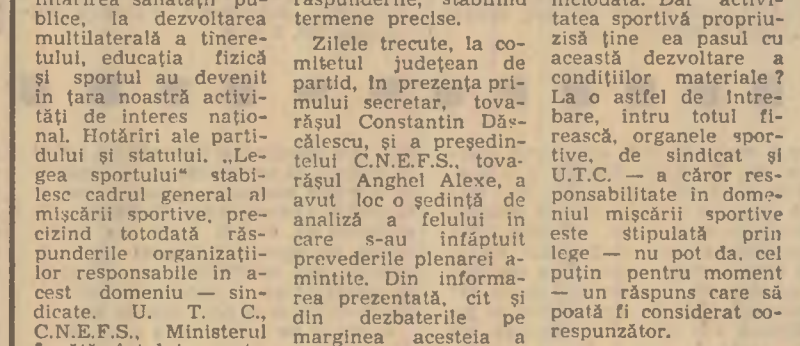 blice, la dezvoltarea
multilaterală a tinere-
tului, educația fizică
și sportul au devenit
in țara noastră activi-
tăți de interes națio-
nal. Hotărîri ale parti-
dului și statului. „Le-
gea sportului“ stabi-
lesc cadrul general al
mișcării sportive, pre-
cizind totodată răs-
punderile organizații-
lor responsabile in a-
cest domeniu — sin-
dicate. U. T. C.,
C.N.E.F.S., Ministerul
termene precise.
Zilele trecute, la co-
mitetul județean de
partid, în prezența pri-
mului secretar, tova-
rășul Constantin Dăs-
călescu, și a președin-
telui C.N.E.F.S., tova-
rășul Anghel Alexe, a
avut loc o ședință de
analiză a felului in
care s-au infăptuit
prevederile plenarei a-
mintite. Din informa-
rea prezentată, cit și
din dezbaterile pe
marginea acesteia a
tatea sportivă propriu-
zisă ține ea pasul cu
această dezvoltare a
condițiilor materiale ?
La o astfel de între-
bare, intru totul fi-
rească, organele spor-
tive, de sindicat și
U.T.C. — a căror res-
ponsabilitate in dome-
niul mișcării sportive
este stipulată prin
lege — nu pot da, cel
puțin pentru moment
— un răspuns care să
poată fi considerat co-
respunzător.